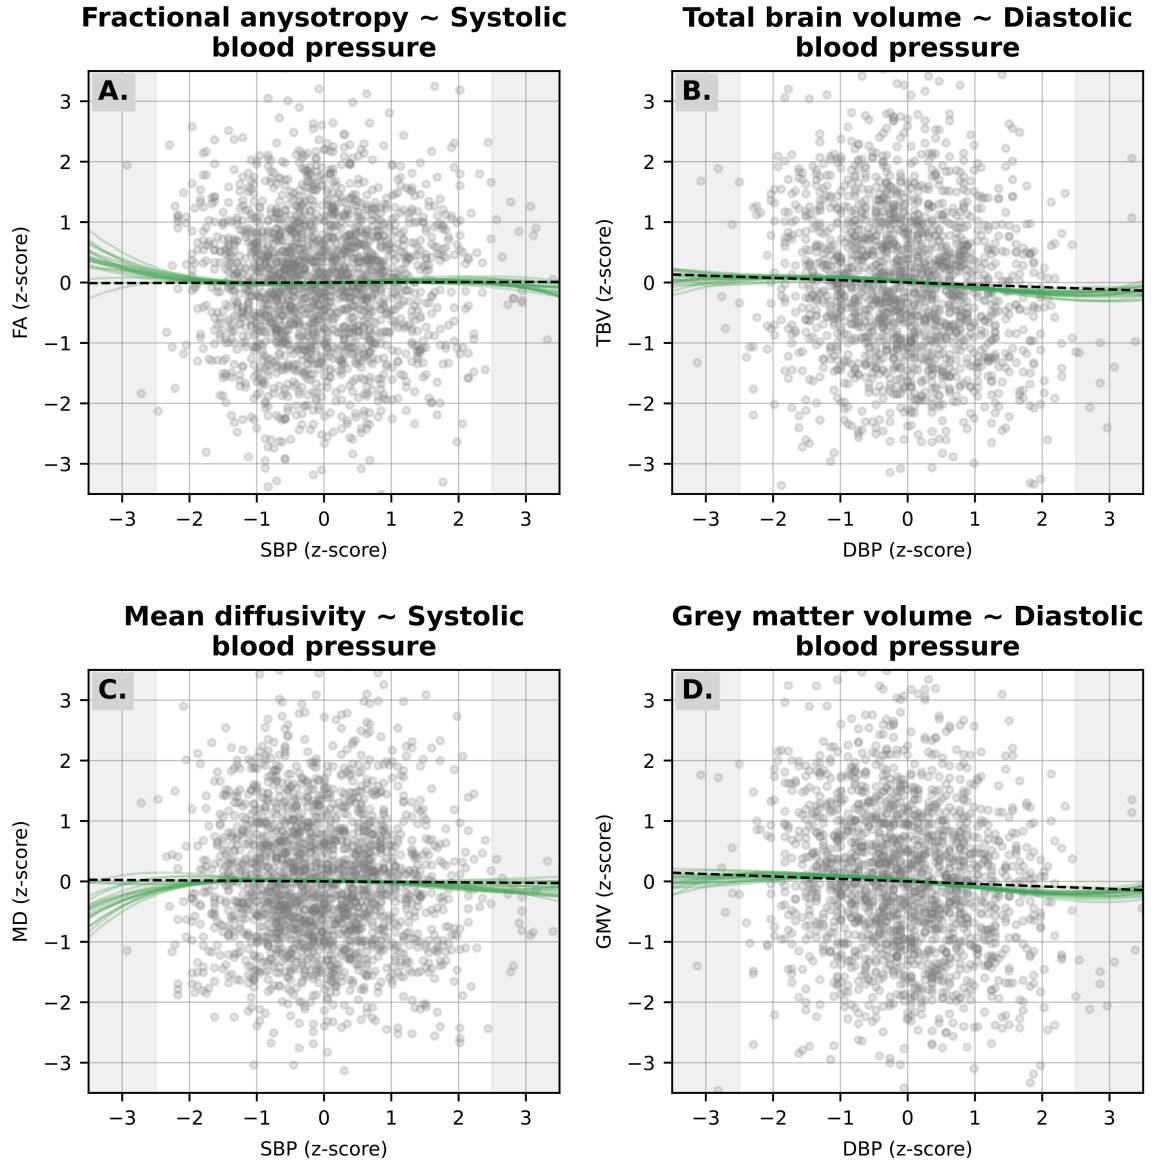 Fractional anysotropy ~ Systolic
blood pressure
A.
3
2
1
0
−1
−2
−3
FA (z-score)
−3 −2 −1 0 1 2 3
SBP (z-score)
Total brain volume ~ Diastolic
blood pressure
B.
3
2
1
0
−1
−2
−3
TBV (z-score)
−3 −2 −1 0 1 2 3
DBP (z-score)
Mean diffusivity ~ Systolic
blood pressure
C.
3
2
1
0
−1
−2
−3
MD (z-score)
−3 −2 −1 0 1 2 3
SBP (z-score)
Grey matter volume ~ Diastolic
blood pressure
D.
3
2
1
0
−1
−2
−3
GMV (z-score)
−3 −2 −1 0 1 2 3
DBP (z-score)